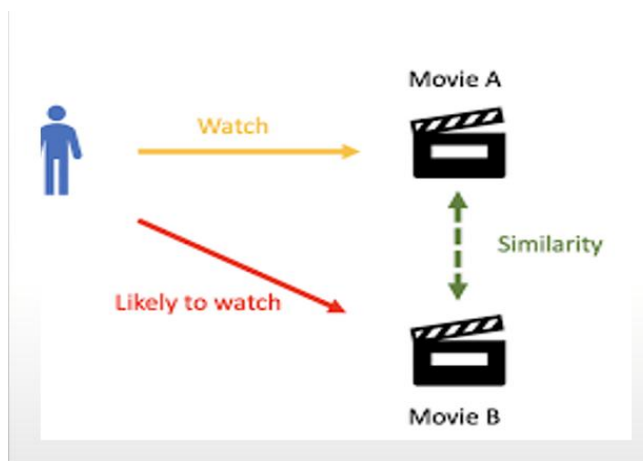 Movie A
Watch
Similarity
Likely to watch
Movie B